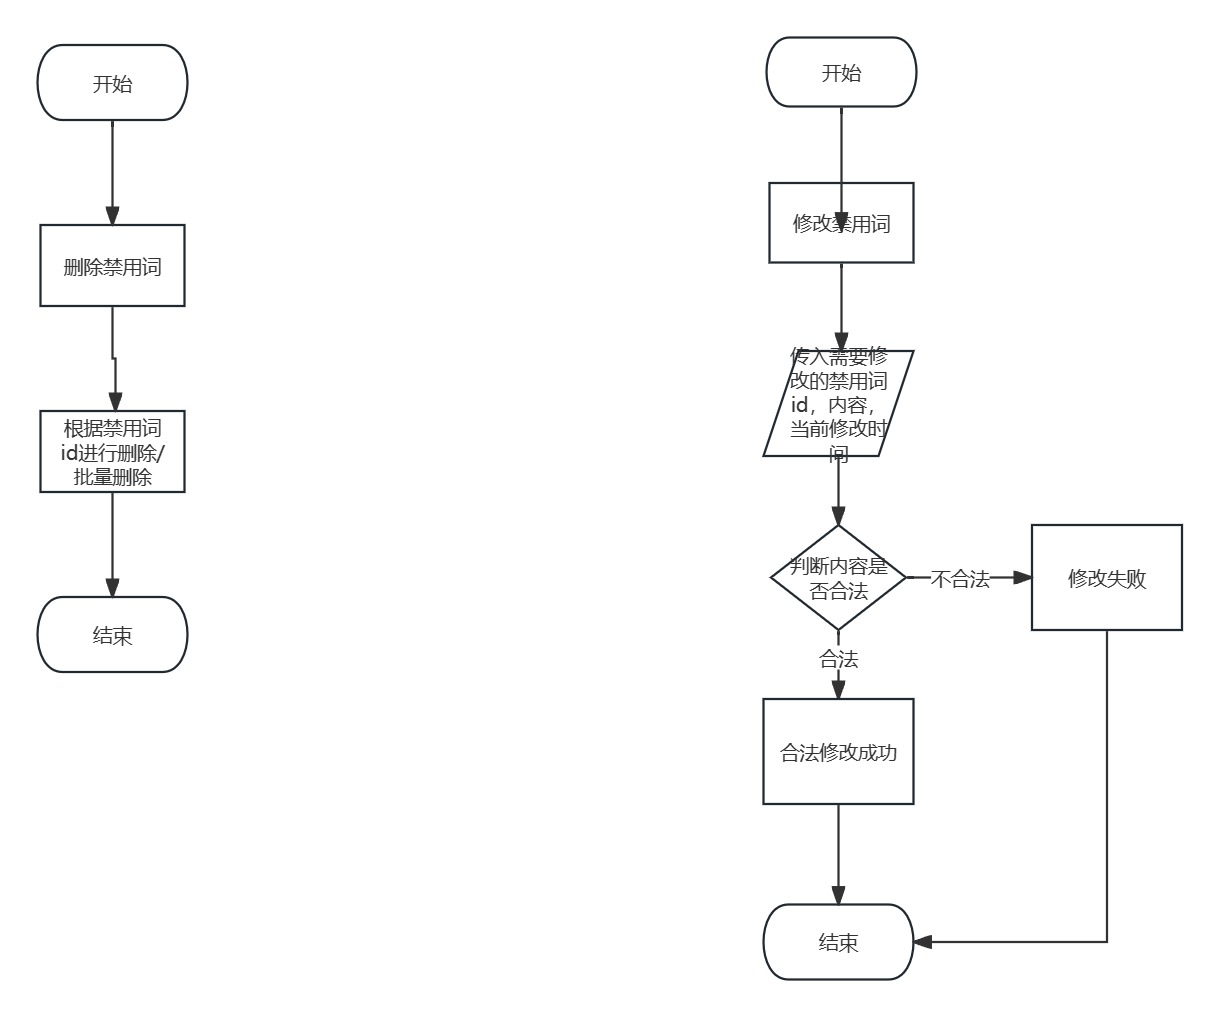 开始
删除禁用词
根据禁用词
id进行删除/
批量删除
结束
开始
修改禁用词
传入需要修
改的禁用词
id，内容，
当前修改时
间
判断内容是
否合法
不合法
修改失败
合法
合法修改成功
结束